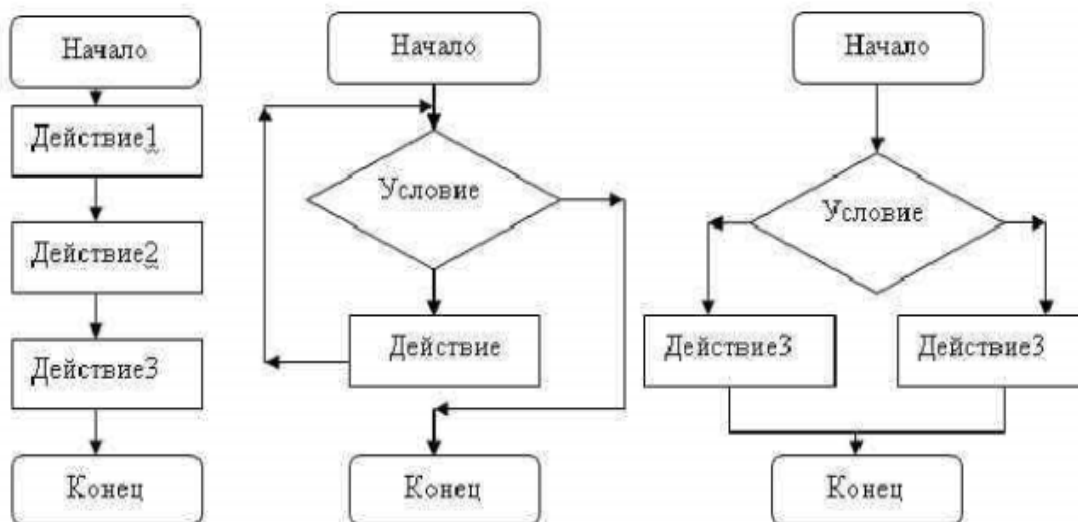 Начало
Действие1
Действие2
Действие3
Конец
Начало
Условие
Действие
Конец
Начало
Условие
Действие3
Действие3
Конец